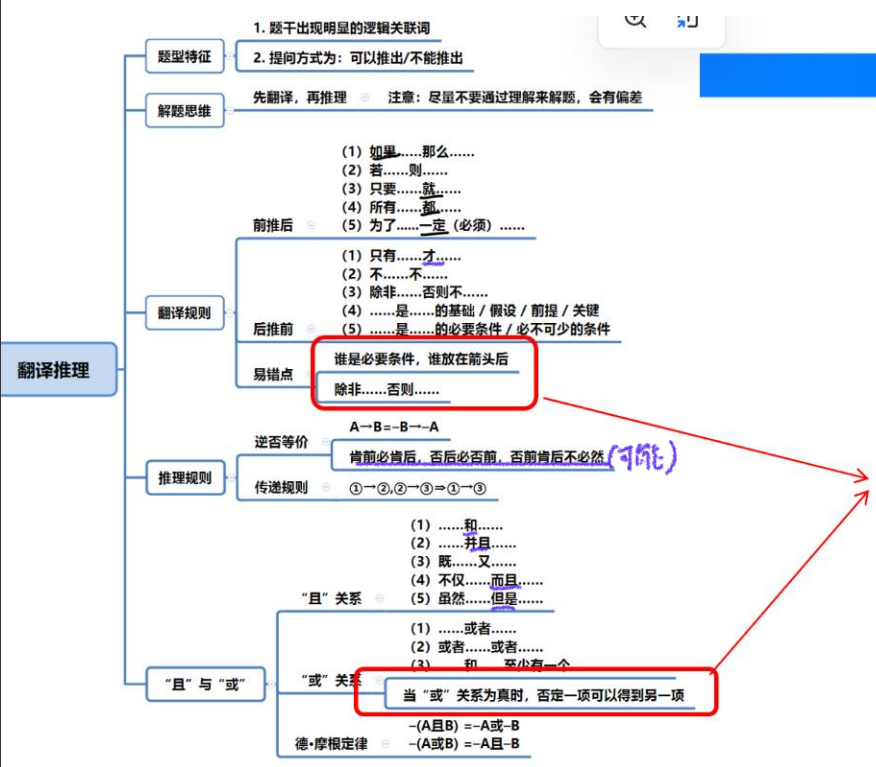 翻译推理
题型特征
1. 题干出现明显的逻辑关联词
2. 提问方式为：可以推出/不能推出
解题思维
先翻译，再推理
注意：尽量不要通过理解来解题，会有偏差
翻译规则
前推后
（1）如果……那么……
（2）若……则……
（3）只要……就……
（4）所有……都……
（5）为了……一定（必须）……
后推前
（1）只有……才……
（2）不……不……
（3）除非……否则不……
（4）……是……的基础 / 假设 / 前提 / 关键
（5）……是……的必要条件 / 必不可少的条件
易错点
谁是必要条件，谁放在箭头后
除非……否则……
推理规则
逆否等价
A→B=–B→–A
肯前必肯后，否后必否前，否前肯后不必然(可能)
传递规则
①→②,②→③⇒①→③
“且”与“或”
“且”关系
（1）……和……
（2）……并且……
（3）既……又……
（4）不仅……而且……
（5）虽然……但是……
“或”关系
（1）……或者……
（2）或者……或者……
（3）……和……至少有一个
当“或”关系为真时，否定一项可以得到另一项
德•摩根定律
–(A且B) =–A或–B
–(A或B) =–A且–B